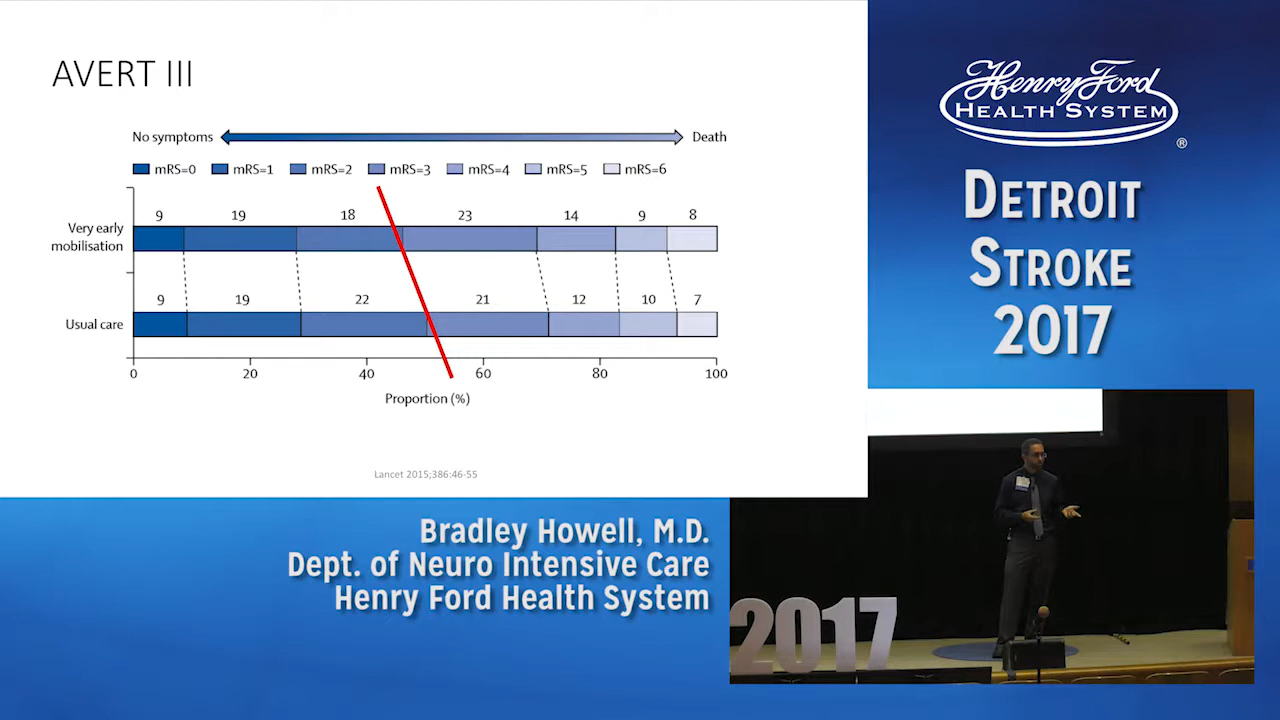 AVERT III
No symptoms
Death
mRS=0 mRS=1 mRS=2 mRS=3 mRS=4 mRS=5 mRS=6
9 19 18 23 14 9 8
Very early
mobilisation
9 19 22 21 12 10 7
Usual care
0 20 40 60 80 100
Proportion (%)
Lancet 2015;386:46-55
Henry Ford
HEALTH SYSTEM
®
DETROIT
STROKE
2017
Bradley Howell, M.D.
Dept. of Neuro Intensive Care
Henry Ford Health System
2017